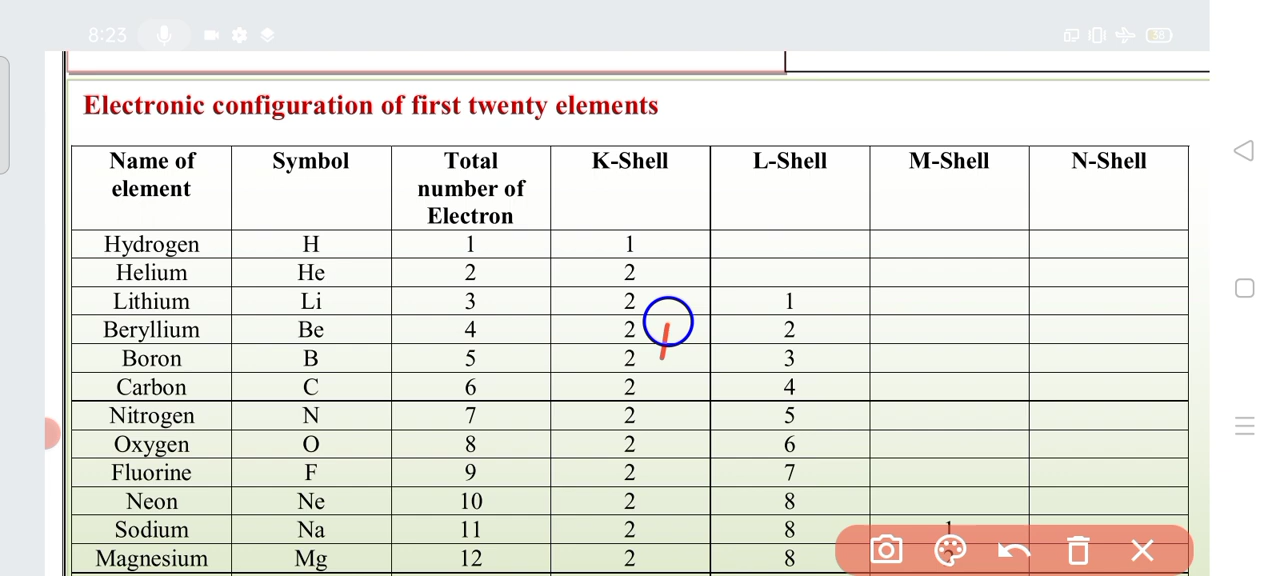 8:23
38
Electronic configuration of first twenty elements
Name of element Symbol Total number of Electron K-Shell L-Shell M-Shell N-Shell
Hydrogen H 1 1
Helium He 2 2
Lithium Li 3 2 1
Beryllium Be 4 2 2
Boron B 5 2 3
Carbon C 6 2 4
Nitrogen N 7 2 5
Oxygen O 8 2 6
Fluorine F 9 2 7
Neon Ne 10 2 8
Sodium Na 11 2 8 1
Magnesium Mg 12 2 8